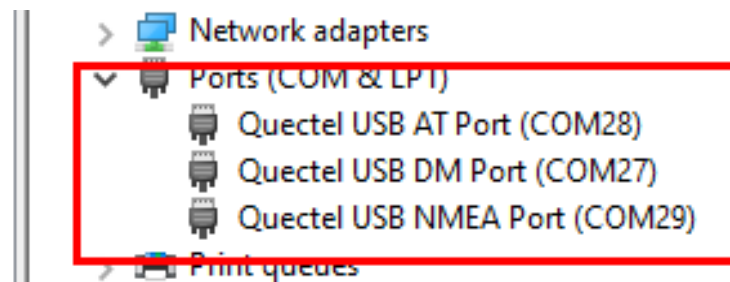 Network adapters
Ports (COM & LPT)
Quectel USB AT Port (COM28)
Quectel USB DM Port (COM27)
Quectel USB NMEA Port (COM29)
Print queues